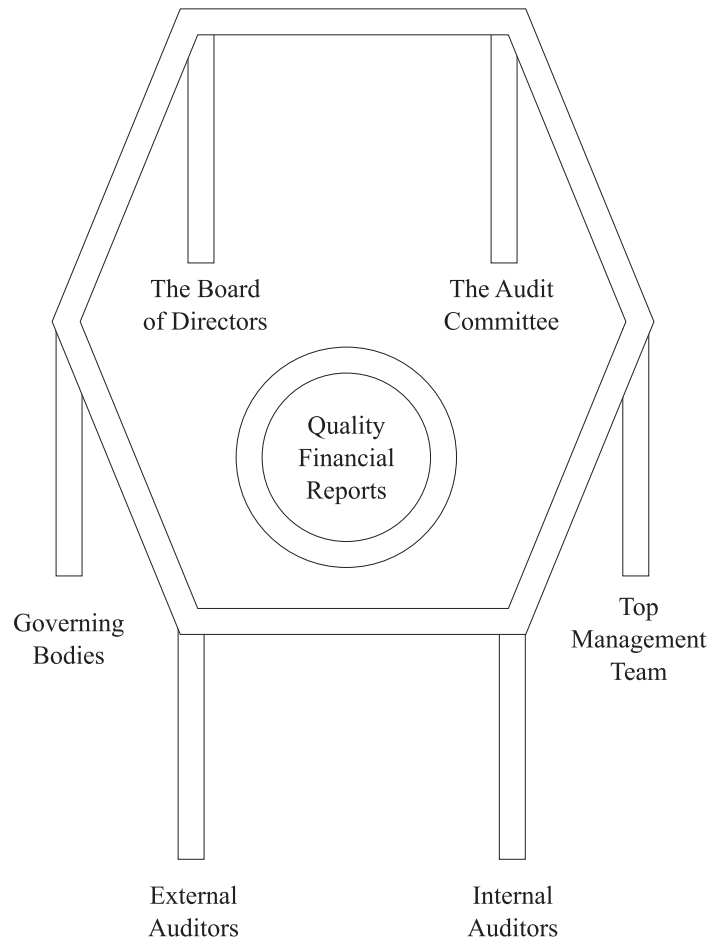 The Board
of Directors
The Audit
Committee
Quality
Financial
Reports
Governing
Bodies
Top
Management
Team
External
Auditors
Internal
Auditors